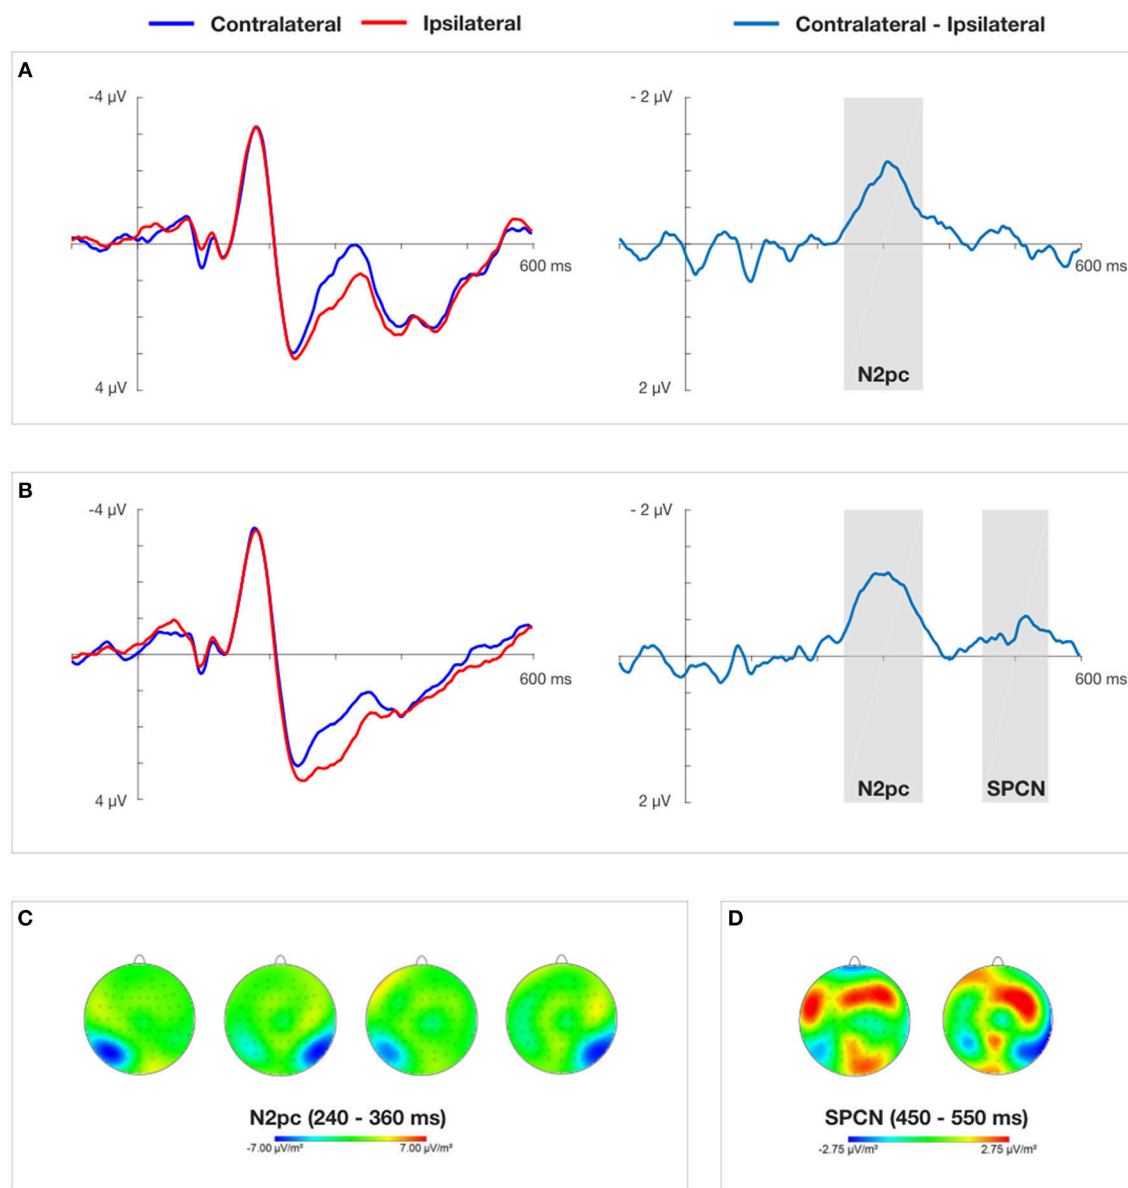 Contralateral Ipsilateral Contralateral - Ipsilateral
A
-4 µV
- 2 µV
600 ms
600 ms
4 µV
N2pc
2 µV
B
-4 µV
- 2 µV
600 ms
600 ms
4 µV
N2pc
SPCN
2 µV
C
N2pc (240 - 360 ms)
-7.00 µV/m² 7.00 µV/m²
D
SPCN (450 - 550 ms)
-2.75 µV/m² 2.75 µV/m²